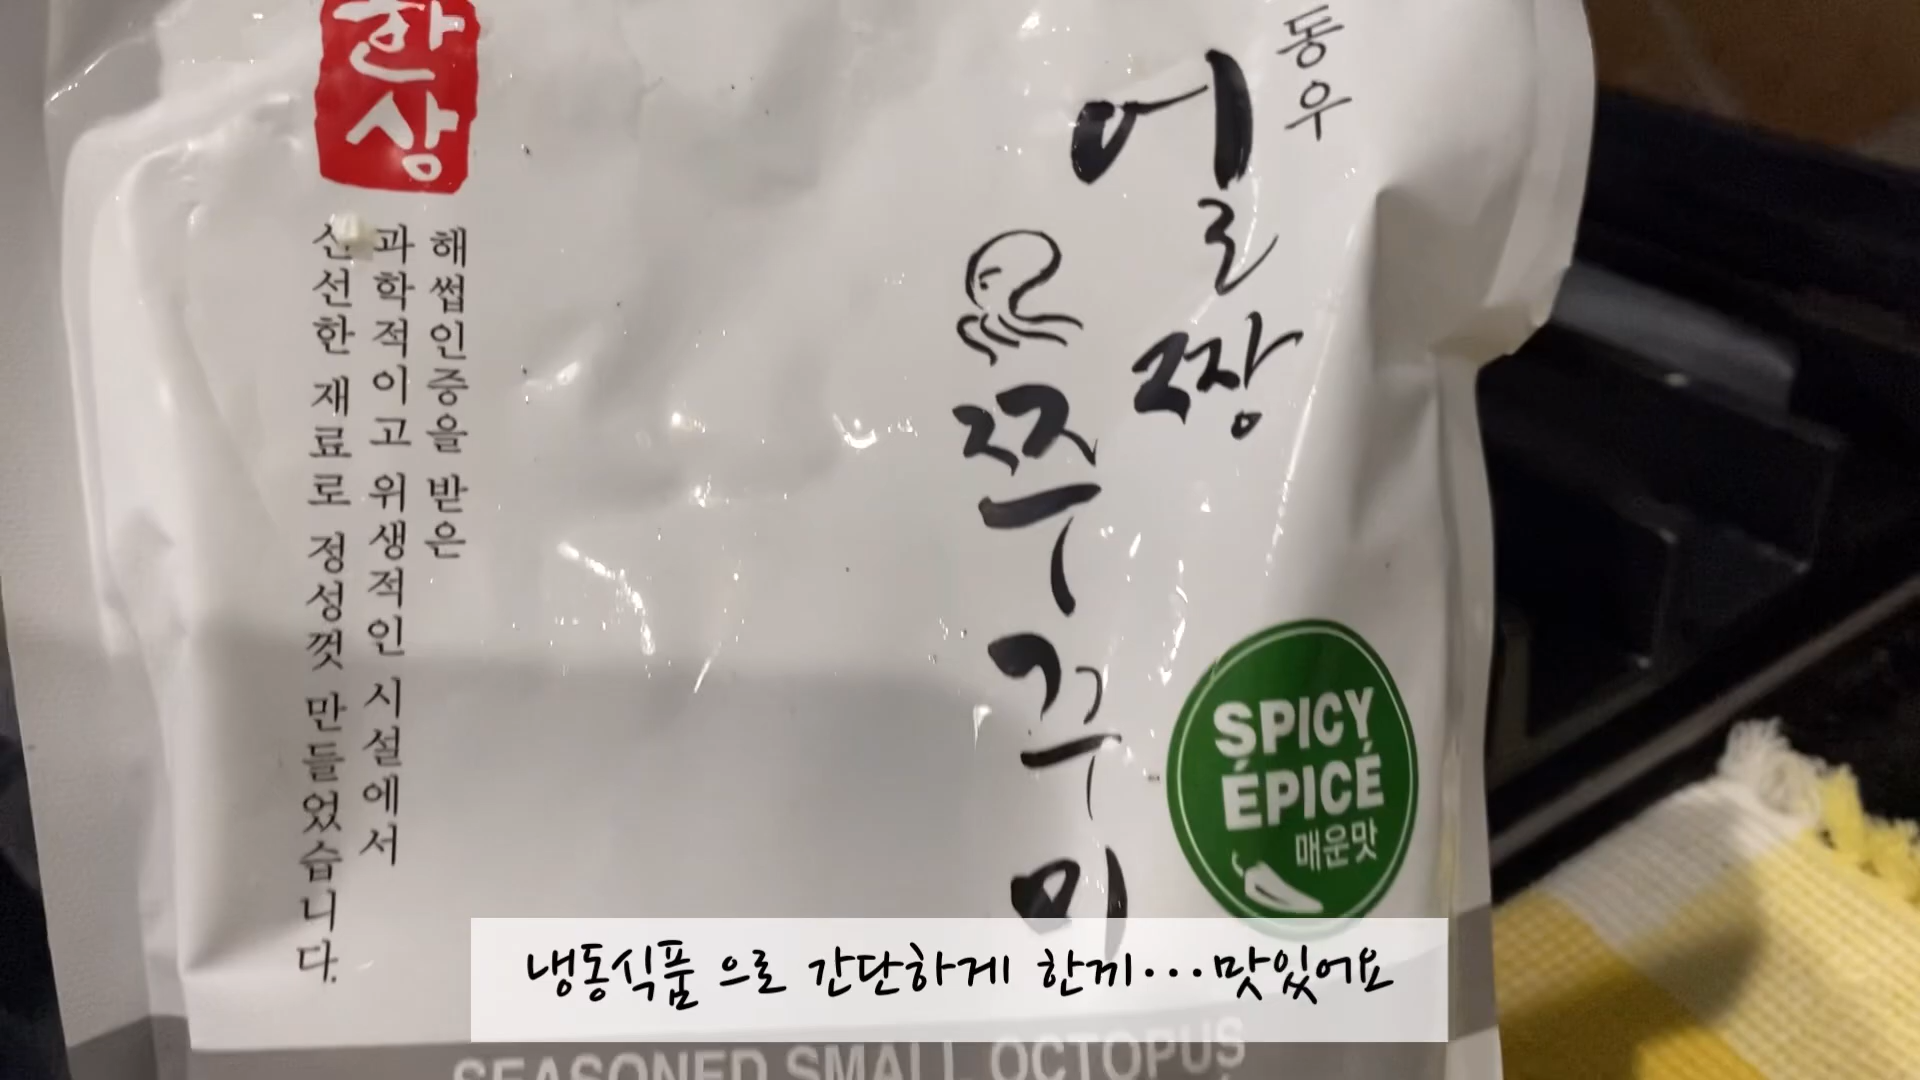 한상
해썹인증을 받은
과학적이고 위생적인 시설에서
신선한 재료로 정성껏 만들었습니다.
동우
얼짱
쭈꾸미
SPICY
ÉPICÉ
매운맛
냉동식품 으로 간단하게 한끼...맛있어요
SEASONED SMALL OCTOPUS